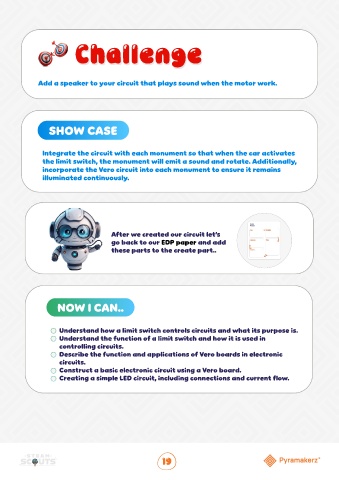 Challenge
Add a speaker to your circuit that plays sound when the motor work.
SHOW CASE
Integrate the circuit with each monument so that when the car activates
the limit switch, the monument will emit a sound and rotate. Additionally,
incorporate the Vero circuit into each monument to ensure it remains
illuminated continuously.
After we created our circuit let's
go back to our EDP paper and add
these parts to the create part..
NOW I CAN..
Understand how a limit switch controls circuits and what its purpose is.
Understand the function of a limit switch and how it is used in
controlling circuits.
Describe the function and applications of Vero boards in electronic
circuits.
Construct a basic electronic circuit using a Vero board.
Creating a simple LED circuit, including connections and current flow.
SCOUTS
19
Pyramakerz